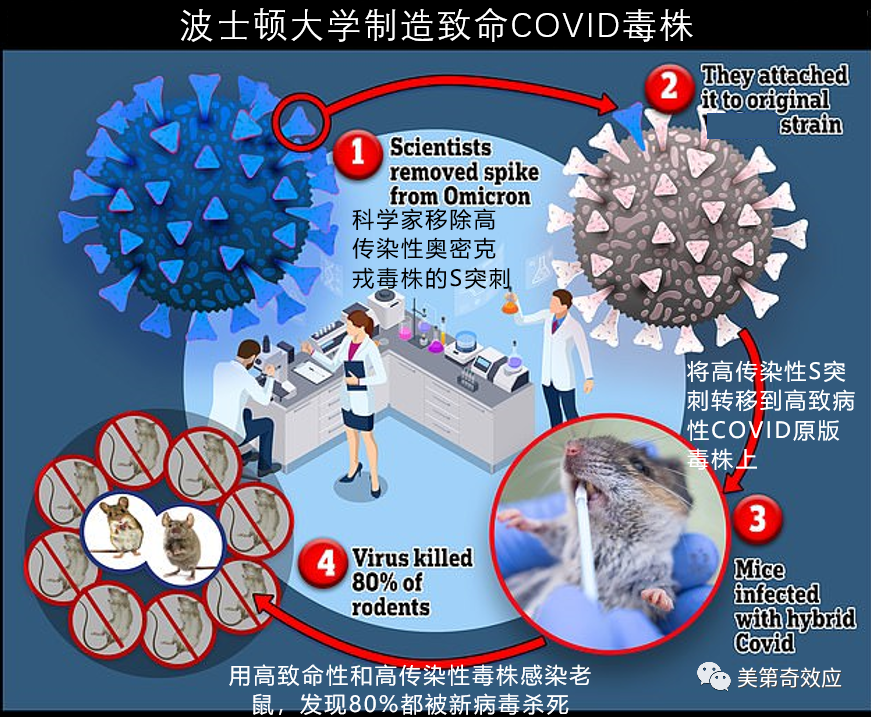 波士顿大学制造致命COVID毒株
1
Scientists
removed spike
from Omicron
科学家移除高
传染性奥密克
戎毒株的S突刺
2
They attached
it to original
strain
将高传染性S突
刺转移到高致病
性COVID原版
毒株上
3
Mice
infected
with hybrid
Covid
4
Virus killed
80% of
rodents
用高致命性和高传染性毒株感染老
鼠，发现80%都被新病毒杀死
美第奇效应